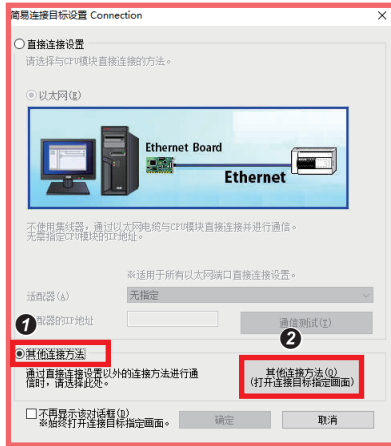 简易连接目标设置 Connection
直接连接设置
请选择与CPU模块直接连接的方法。
以太网(E)
Ethernet Board
Ethernet
不使用集线器，通过以太网电缆与CPU模块直接连接并进行通信。
无需指定CPU模块的IP地址。
※适用于所有以太网端口直接连接设置。
适配器(A)
无指定
配器的IP地址
通信测试(T)
1
2
其他连接方法
通过直接连接设置以外的连接方法进行通
信时，请选择此处。
其他连接方法(O)
(打开连接目标指定画面)
不再显示该对话框(D)
※始终打开连接目标指定画面。
确定
取消